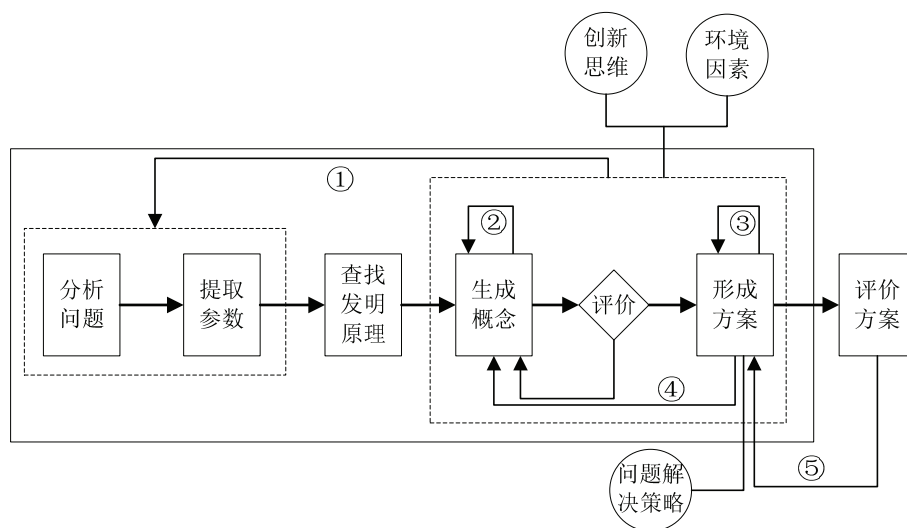 创新
思维
环境
因素
①
②
③
分析
问题
提取
参数
查找
发明
原理
生成
概念
评价
形成
方案
评价
方案
④
⑤
问题解
决策略